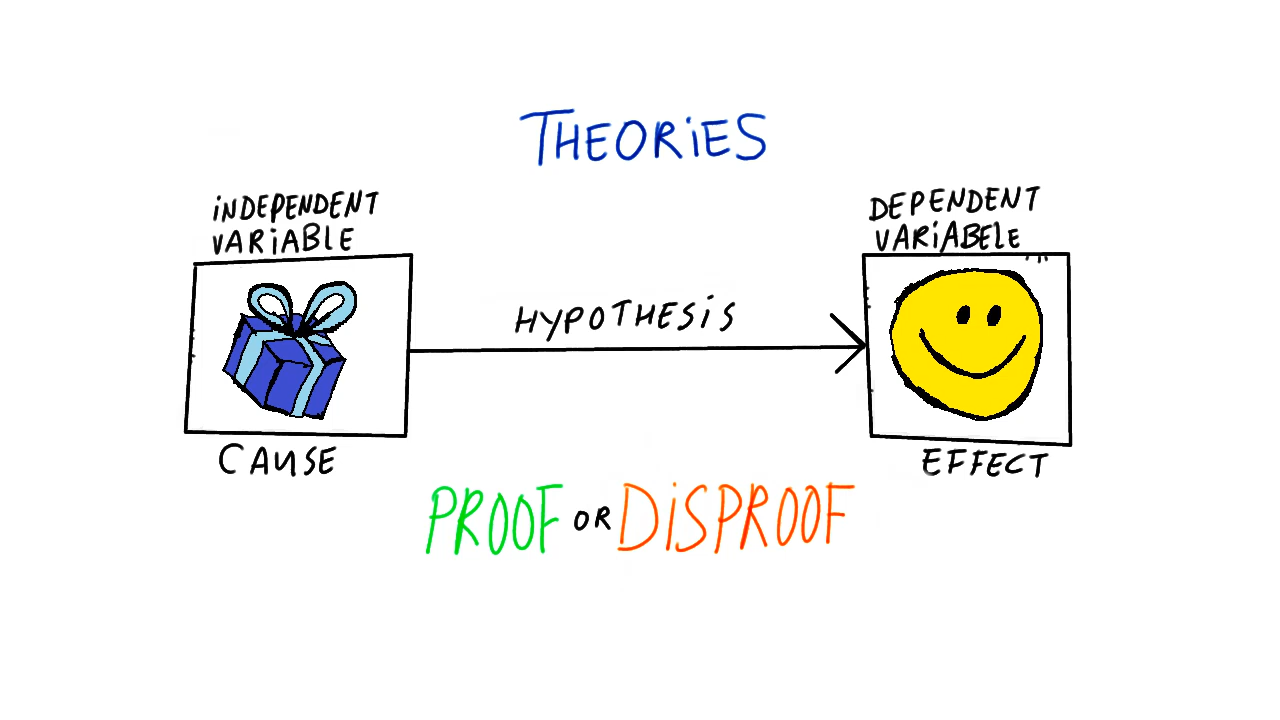 THEORiES
iNDEPENDENT
VARiABLE
DEPENDENT
VARiABELE
HYPOTHESiS
CAUSE
EFFECT
PROOF OR DiSPROOF